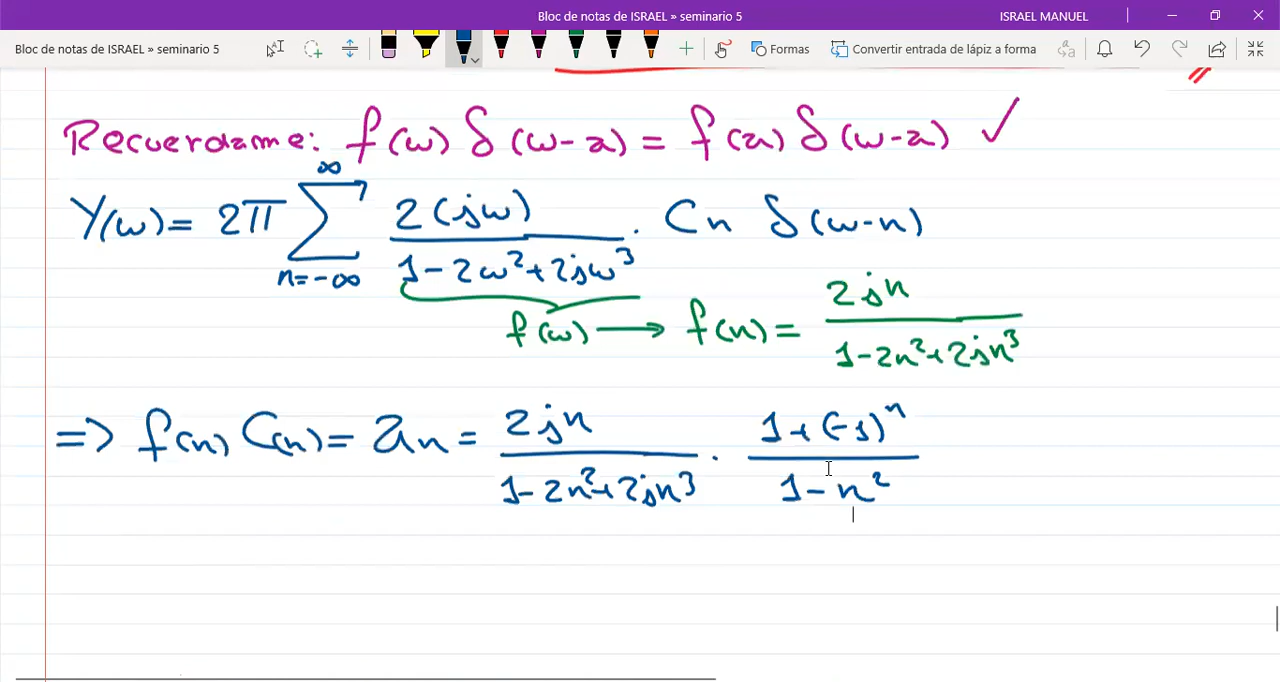 Bloc de notas de ISRAEL » seminario 5
ISRAEL MANUEL
Bloc de notas de ISRAEL » seminario 5
Formas
Convertir entrada de lápiz a forma
Recuerdame: f(ω) δ(ω-a) = f(a) δ(ω-a) ✓
Y(ω) = 2π ∑_{n=-∞}^{∞} 2(jω) / (1-2ω²+2jω³) · Cn δ(ω-n)
f(ω) → f(n) = 2jn / (1-2n²+2jn³)
=> f(n) C(n) = an = 2jn / (1-2n²+2jn³) · (1+(-1)ⁿ) / (1-n²)